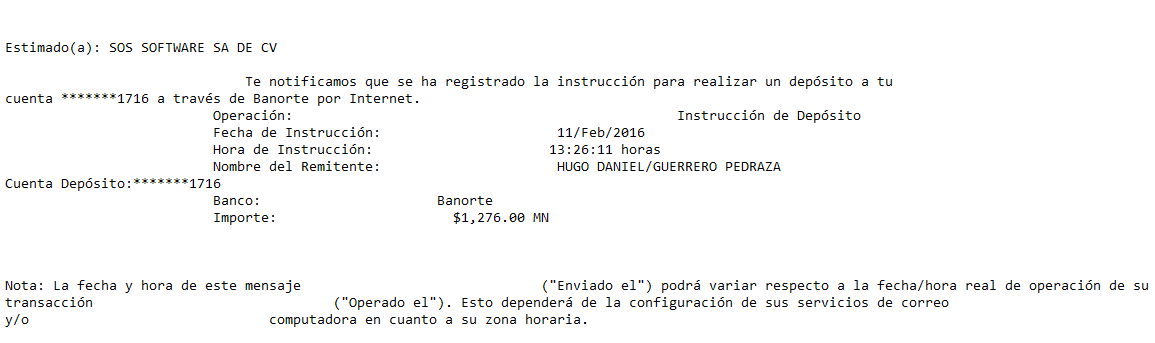 Estimado(a): SOS SOFTWARE SA DE CV
Te notificamos que se ha registrado la instrucción para realizar un depósito a tu
cuenta *******1716 a través de Banorte por Internet.
Operación: Instrucción de Depósito
Fecha de Instrucción: 11/Feb/2016
Hora de Instrucción: 13:26:11 horas
Nombre del Remitente: HUGO DANIEL/GUERRERO PEDRAZA
Cuenta Depósito:*******1716
Banco: Banorte
Importe: $1,276.00 MN
Nota: La fecha y hora de este mensaje ("Enviado el") podrá variar respecto a la fecha/hora real de operación de su
transacción ("Operado el"). Esto dependerá de la configuración de sus servicios de correo
y/o computadora en cuanto a su zona horaria.